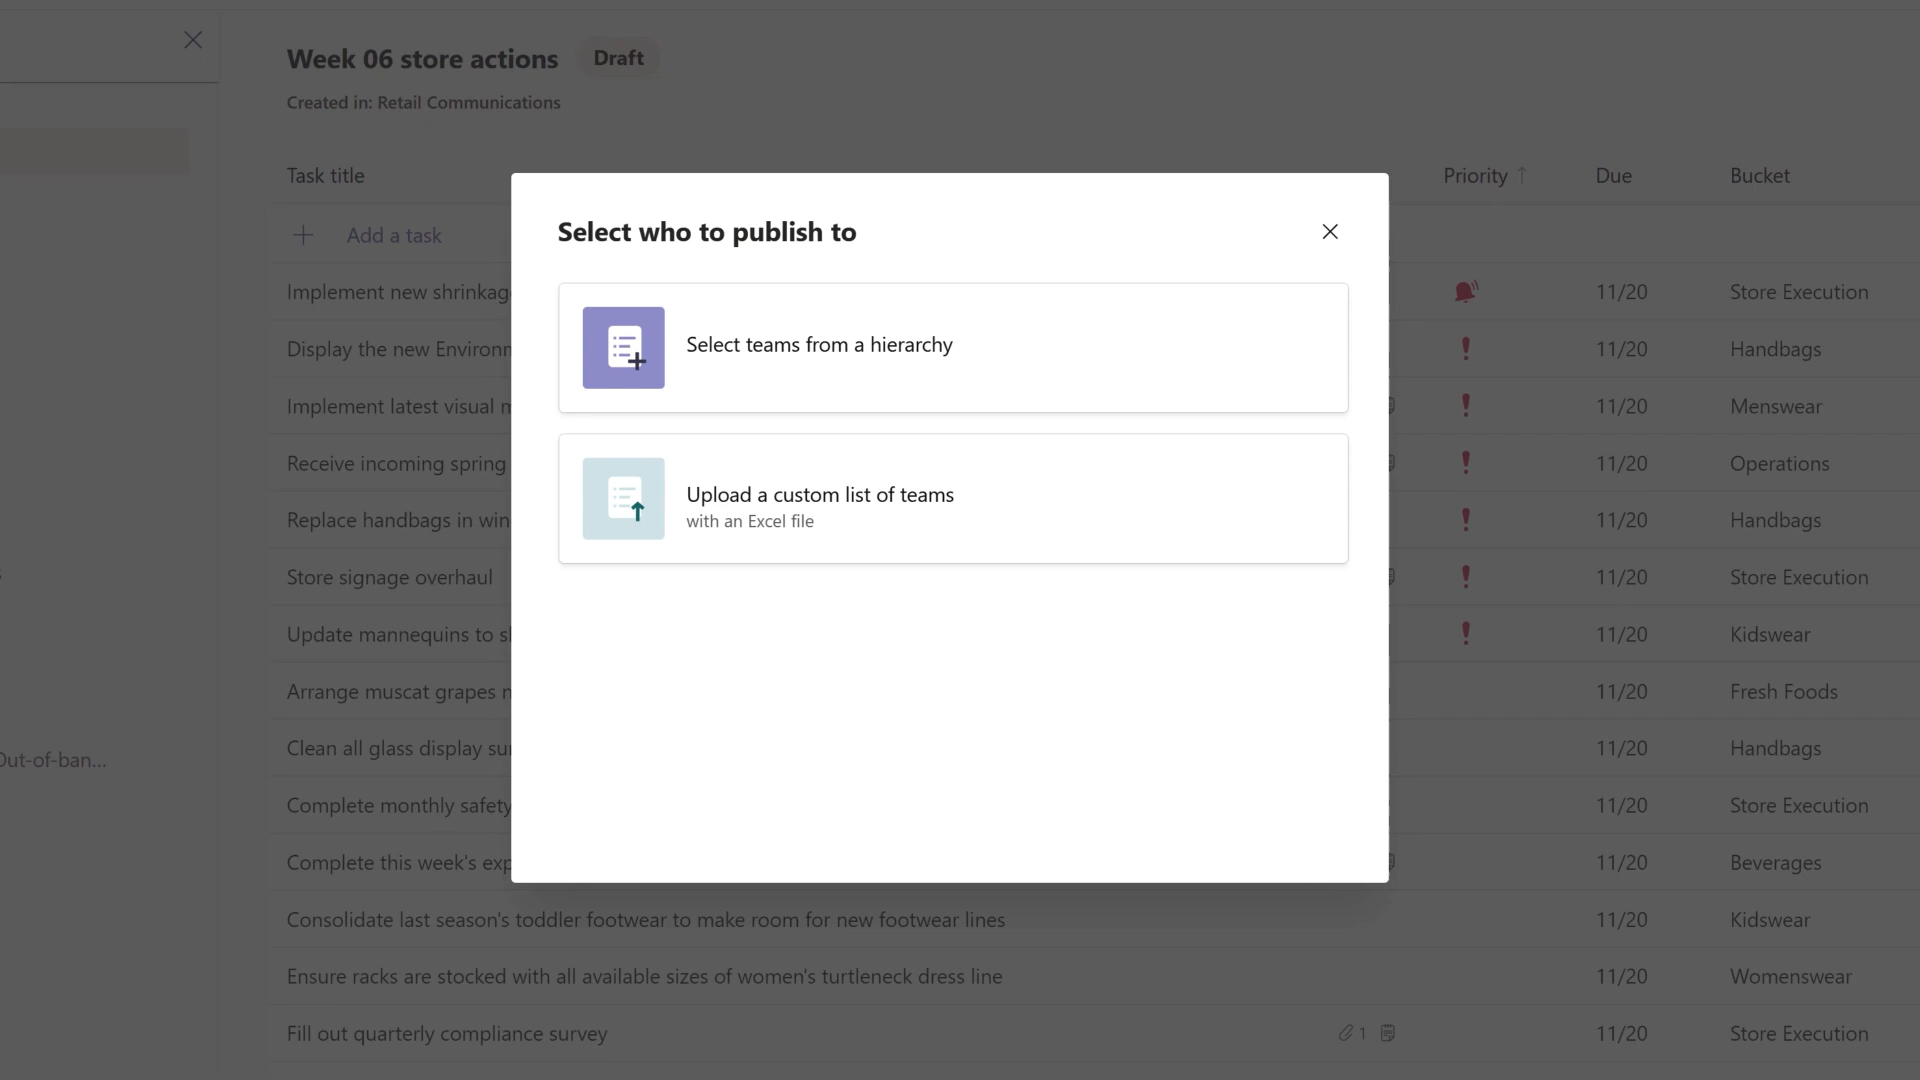 Week 06 store actions Draft
Created in: Retail Communications
Task title Priority ↑ Due Bucket
Add a task
Select who to publish to
Implement new 11/20 Store Execution
Select teams from a hierarchy
Display the new 11/20 Handbags
Implement latest visual 11/20 Menswear
Receive incoming spring 11/20 Operations
Upload a custom list of teams
with an Excel file
Replace handbags in 11/20 Handbags
Store signage overhaul 11/20 Store Execution
Update mannequins to 11/20 Kidswear
Arrange muscat grapes 11/20 Fresh Foods
Out-of-ban...
Clean all glass display 11/20 Handbags
Complete monthly safety 11/20 Store Execution
Complete this week's 11/20 Beverages
Consolidate last season's toddler footwear to make room for new footwear lines 11/20 Kidswear
Ensure racks are stocked with all available sizes of women's turtleneck dress line 11/20 Womenswear
Fill out quarterly compliance survey 1 11/20 Store Execution